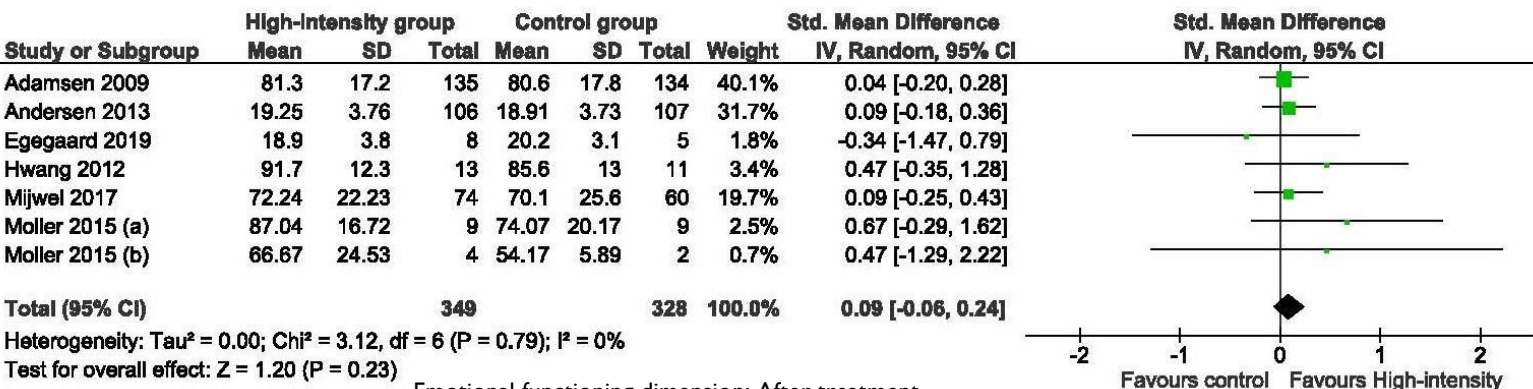 High-intensity group Control group Std. Mean Difference Std. Mean Difference
Study or Subgroup Mean SD Total Mean SD Total Weight IV, Random, 95% CI IV, Random, 95% CI
Adamsen 2009 81.3 17.2 135 80.6 17.8 134 40.1% 0.04 [-0.20, 0.28]
Andersen 2013 19.25 3.76 106 18.91 3.73 107 31.7% 0.09 [-0.18, 0.36]
Egegaard 2019 18.9 3.8 8 20.2 3.1 5 1.8% -0.34 [-1.47, 0.79]
Hwang 2012 91.7 12.3 13 85.6 13 11 3.4% 0.47 [-0.35, 1.28]
Mijwel 2017 72.24 22.23 74 70.1 25.6 60 19.7% 0.09 [-0.25, 0.43]
Moller 2015 (a) 87.04 16.72 9 74.07 20.17 9 2.5% 0.67 [-0.29, 1.62]
Moller 2015 (b) 66.67 24.53 4 54.17 5.89 2 0.7% 0.47 [-1.29, 2.22]
Total (95% CI) 349 328 100.0% 0.09 [-0.06, 0.24]
Heterogeneity: Tau² = 0.00; Chi² = 3.12, df = 6 (P = 0.79); I² = 0%
Test for overall effect: Z = 1.20 (P = 0.23)
-2 -1 0 1 2
Favours control Favours High-intensity
Emotional functioning dimension: After treatment